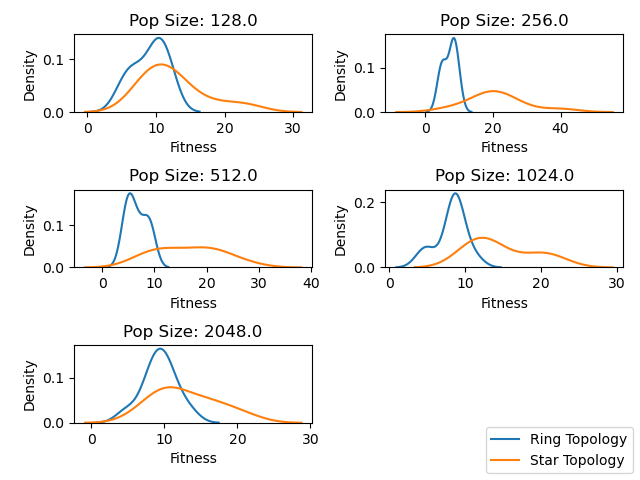 Pop Size: 128.0
Density
0.1
0.0
0 10 20 30
Fitness
Pop Size: 256.0
Density
0.1
0.0
0 20 40
Fitness
Pop Size: 512.0
Density
0.1
0.0
0 10 20 30 40
Fitness
Pop Size: 1024.0
Density
0.2
0.0
0 10 20 30
Fitness
Pop Size: 2048.0
Density
0.1
0.0
0 10 20 30
Fitness
Ring Topology
Star Topology